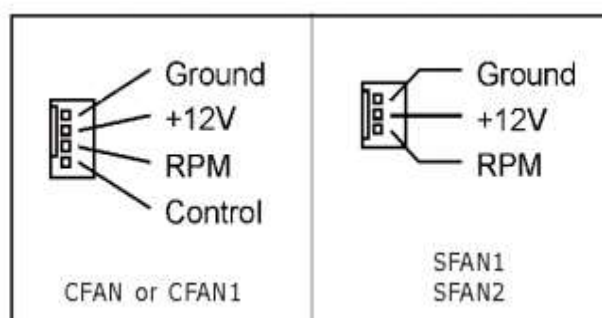 Ground
+12V
RPM
Control
CFAN or CFAN1
Ground
+12V
RPM
SFAN1
SFAN2